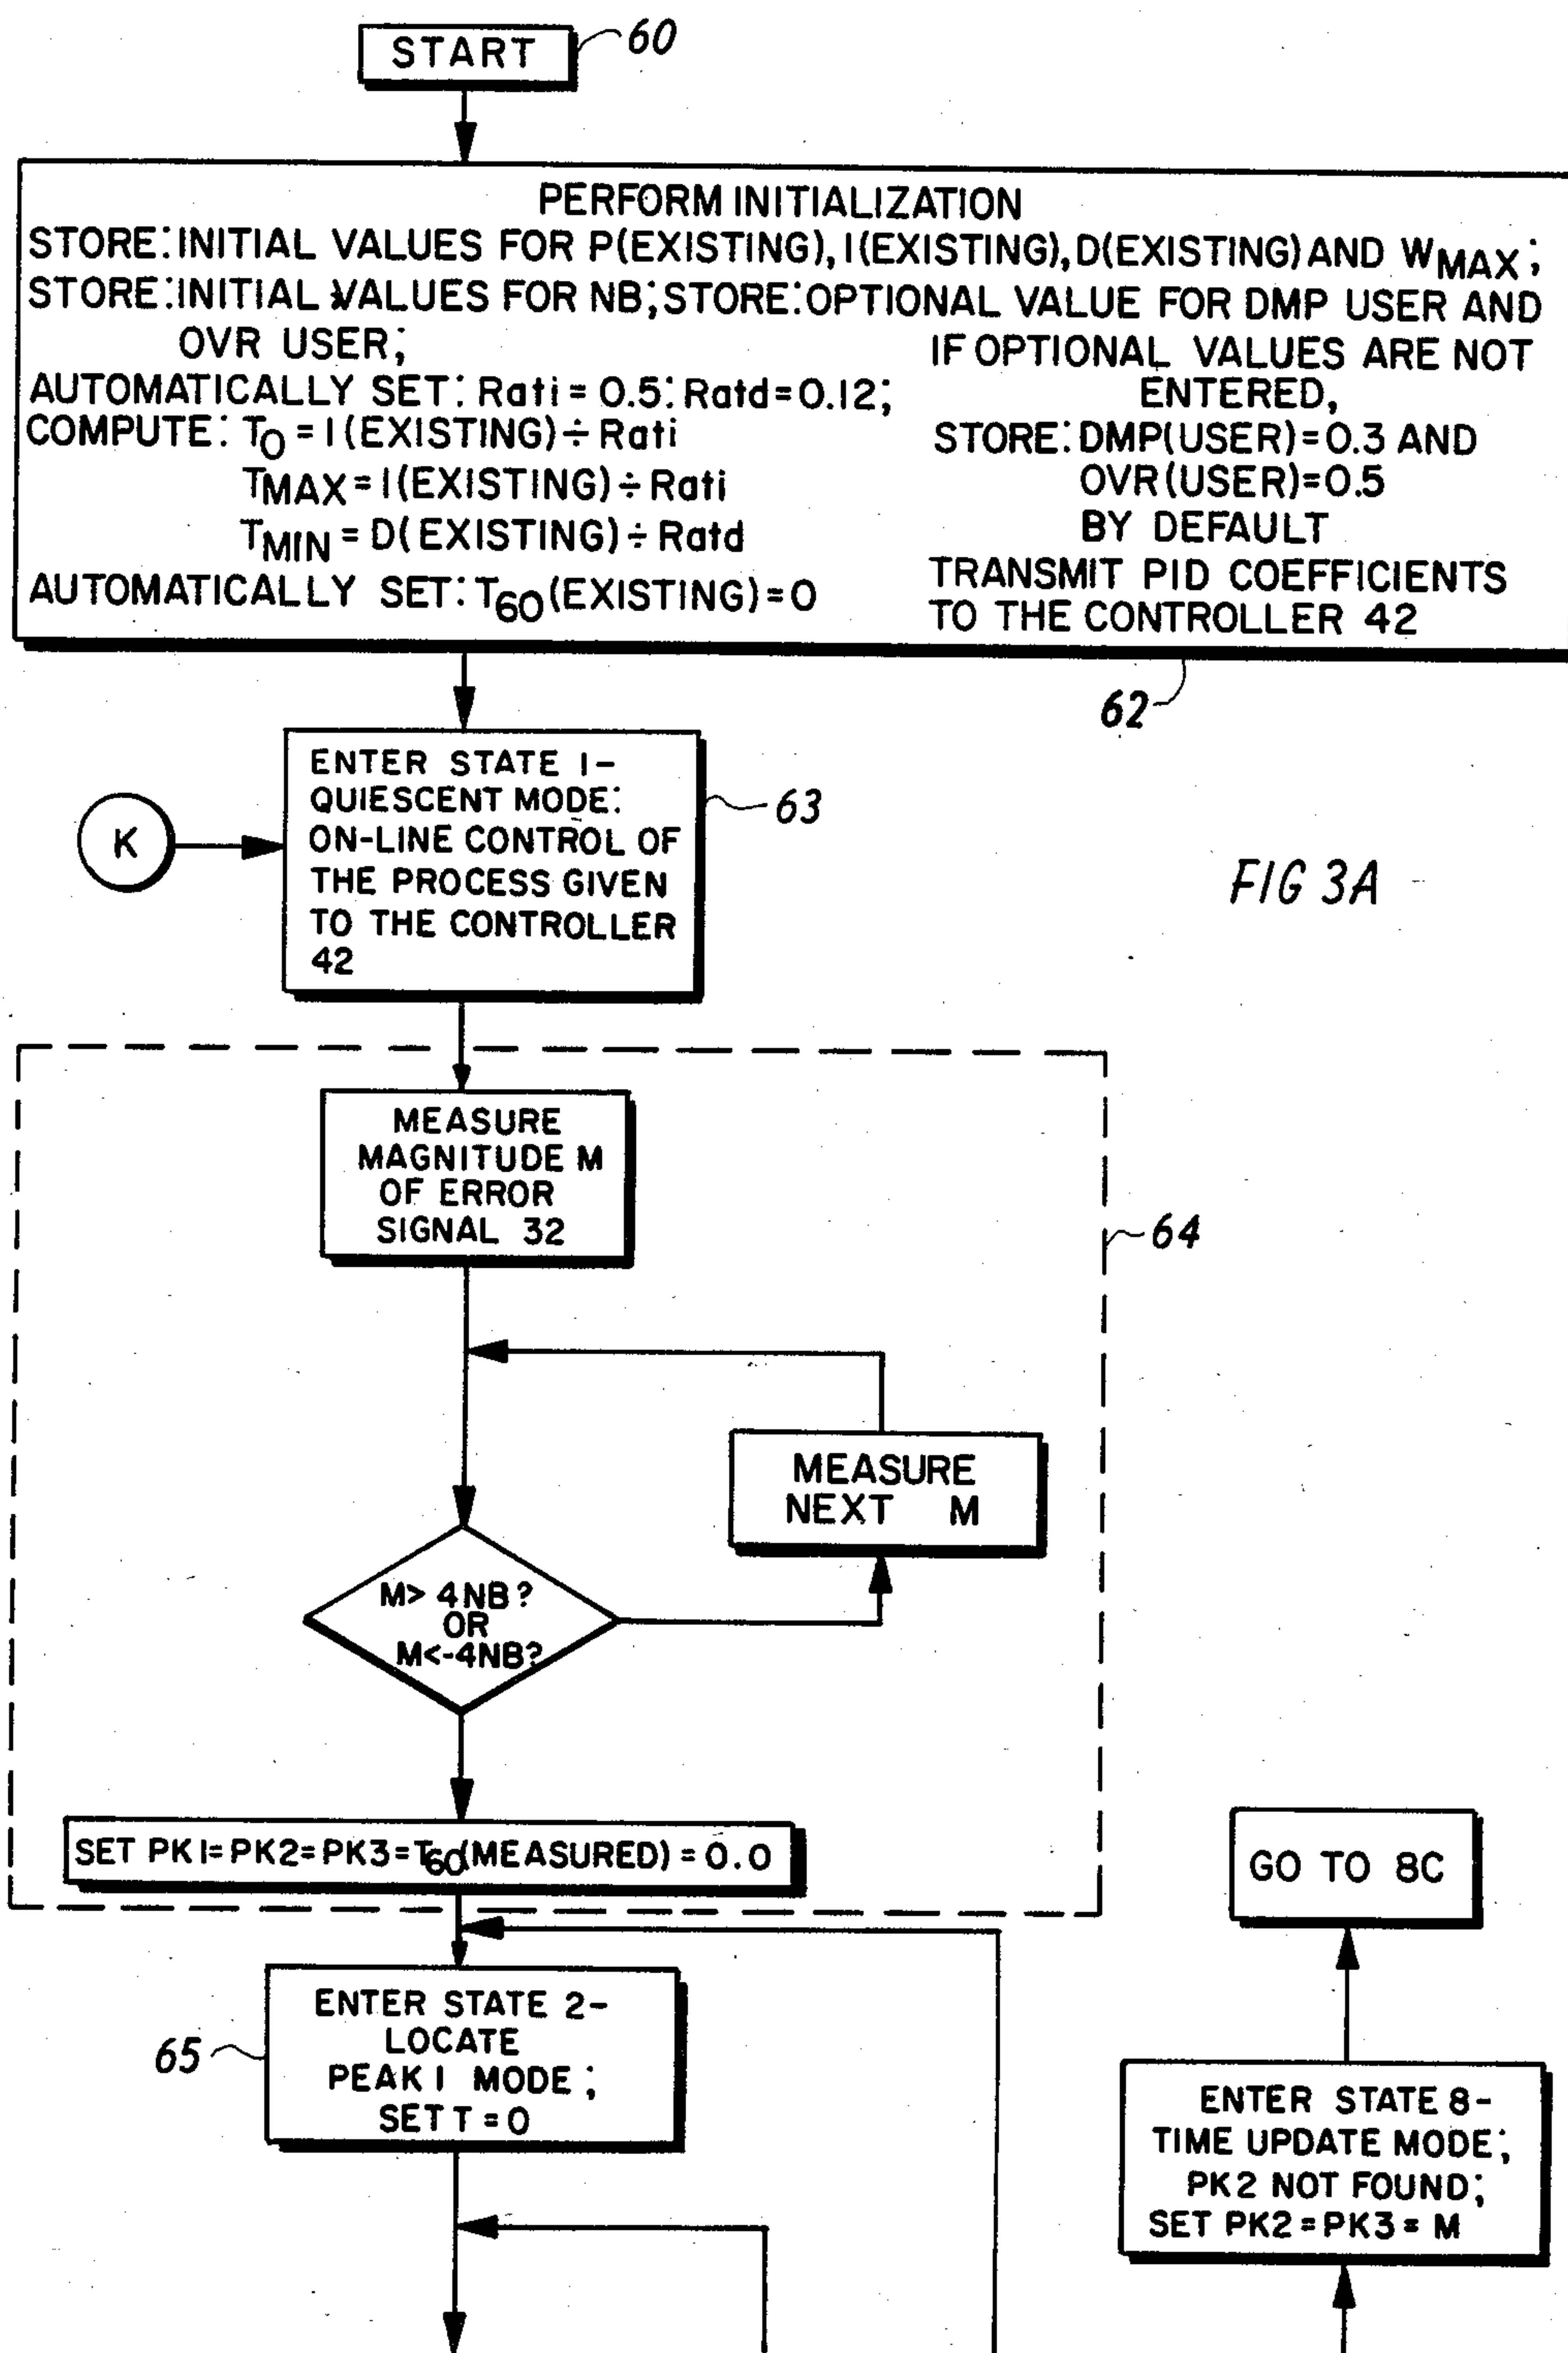 START
60
PERFORM INITIALIZATION
STORE: INITIAL VALUES FOR P(EXISTING), I(EXISTING), D(EXISTING) AND WMAX;
STORE: INITIAL VALUES FOR NB; STORE: OPTIONAL VALUE FOR DMP USER AND
OVR USER;
AUTOMATICALLY SET: Rati = 0.5: Ratd = 0.12;
COMPUTE: TO = I(EXISTING) ÷ Rati
TMAX = I(EXISTING) ÷ Rati
TMIN = D(EXISTING) ÷ Ratd
AUTOMATICALLY SET: T60(EXISTING) = 0
IF OPTIONAL VALUES ARE NOT
ENTERED,
STORE: DMP(USER)=0.3 AND
OVR(USER)=0.5
BY DEFAULT
TRANSMIT PID COEFFICIENTS
TO THE CONTROLLER 42
62
ENTER STATE 1-
QUIESCENT MODE:
ON-LINE CONTROL OF
THE PROCESS GIVEN
TO THE CONTROLLER
42
63
K
FIG 3A
MEASURE
MAGNITUDE M
OF ERROR
SIGNAL 32
64
MEASURE
NEXT M
M> 4NB?
OR
M<-4NB?
SET PK1=PK2=PK3=T60(MEASURED) = 0.0
GO TO 8C
ENTER STATE 2-
LOCATE
PEAK 1 MODE;
SET T = 0
65
ENTER STATE 8-
TIME UPDATE MODE;
PK2 NOT FOUND;
SET PK2 = PK3 = M